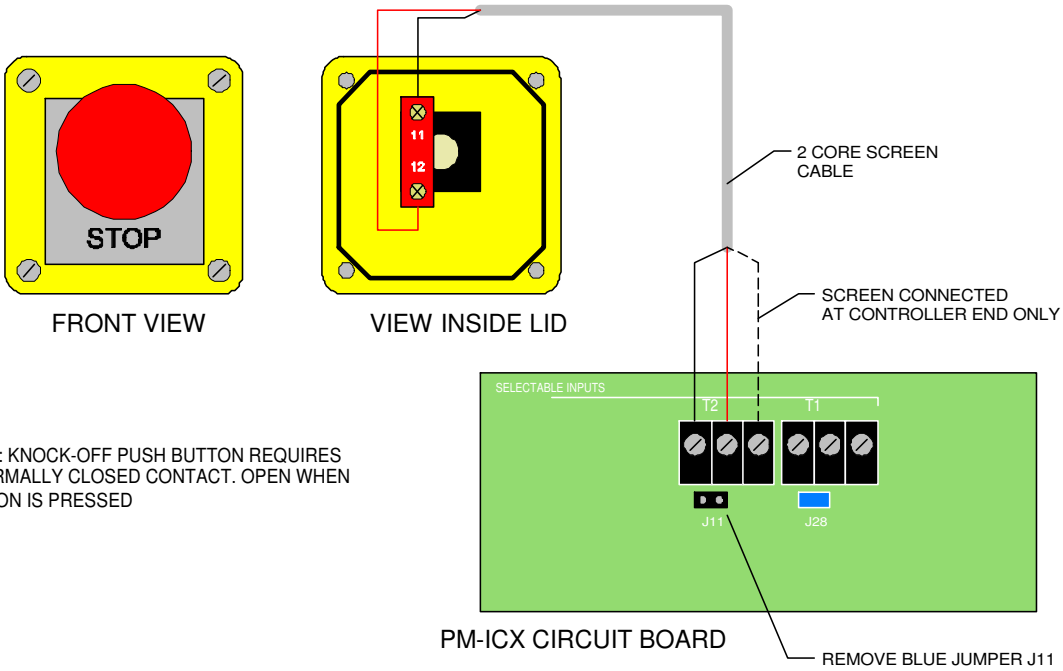 STOP
FRONT VIEW
11
12
VIEW INSIDE LID
2 CORE SCREEN
CABLE
SCREEN CONNECTED
AT CONTROLLER END ONLY
: KNOCK-OFF PUSH BUTTON REQUIRES
RMALLY CLOSED CONTACT. OPEN WHEN
ON IS PRESSED
SELECTABLE INPUTS
T2
T1
J11
J28
PM-ICX CIRCUIT BOARD
REMOVE BLUE JUMPER J11